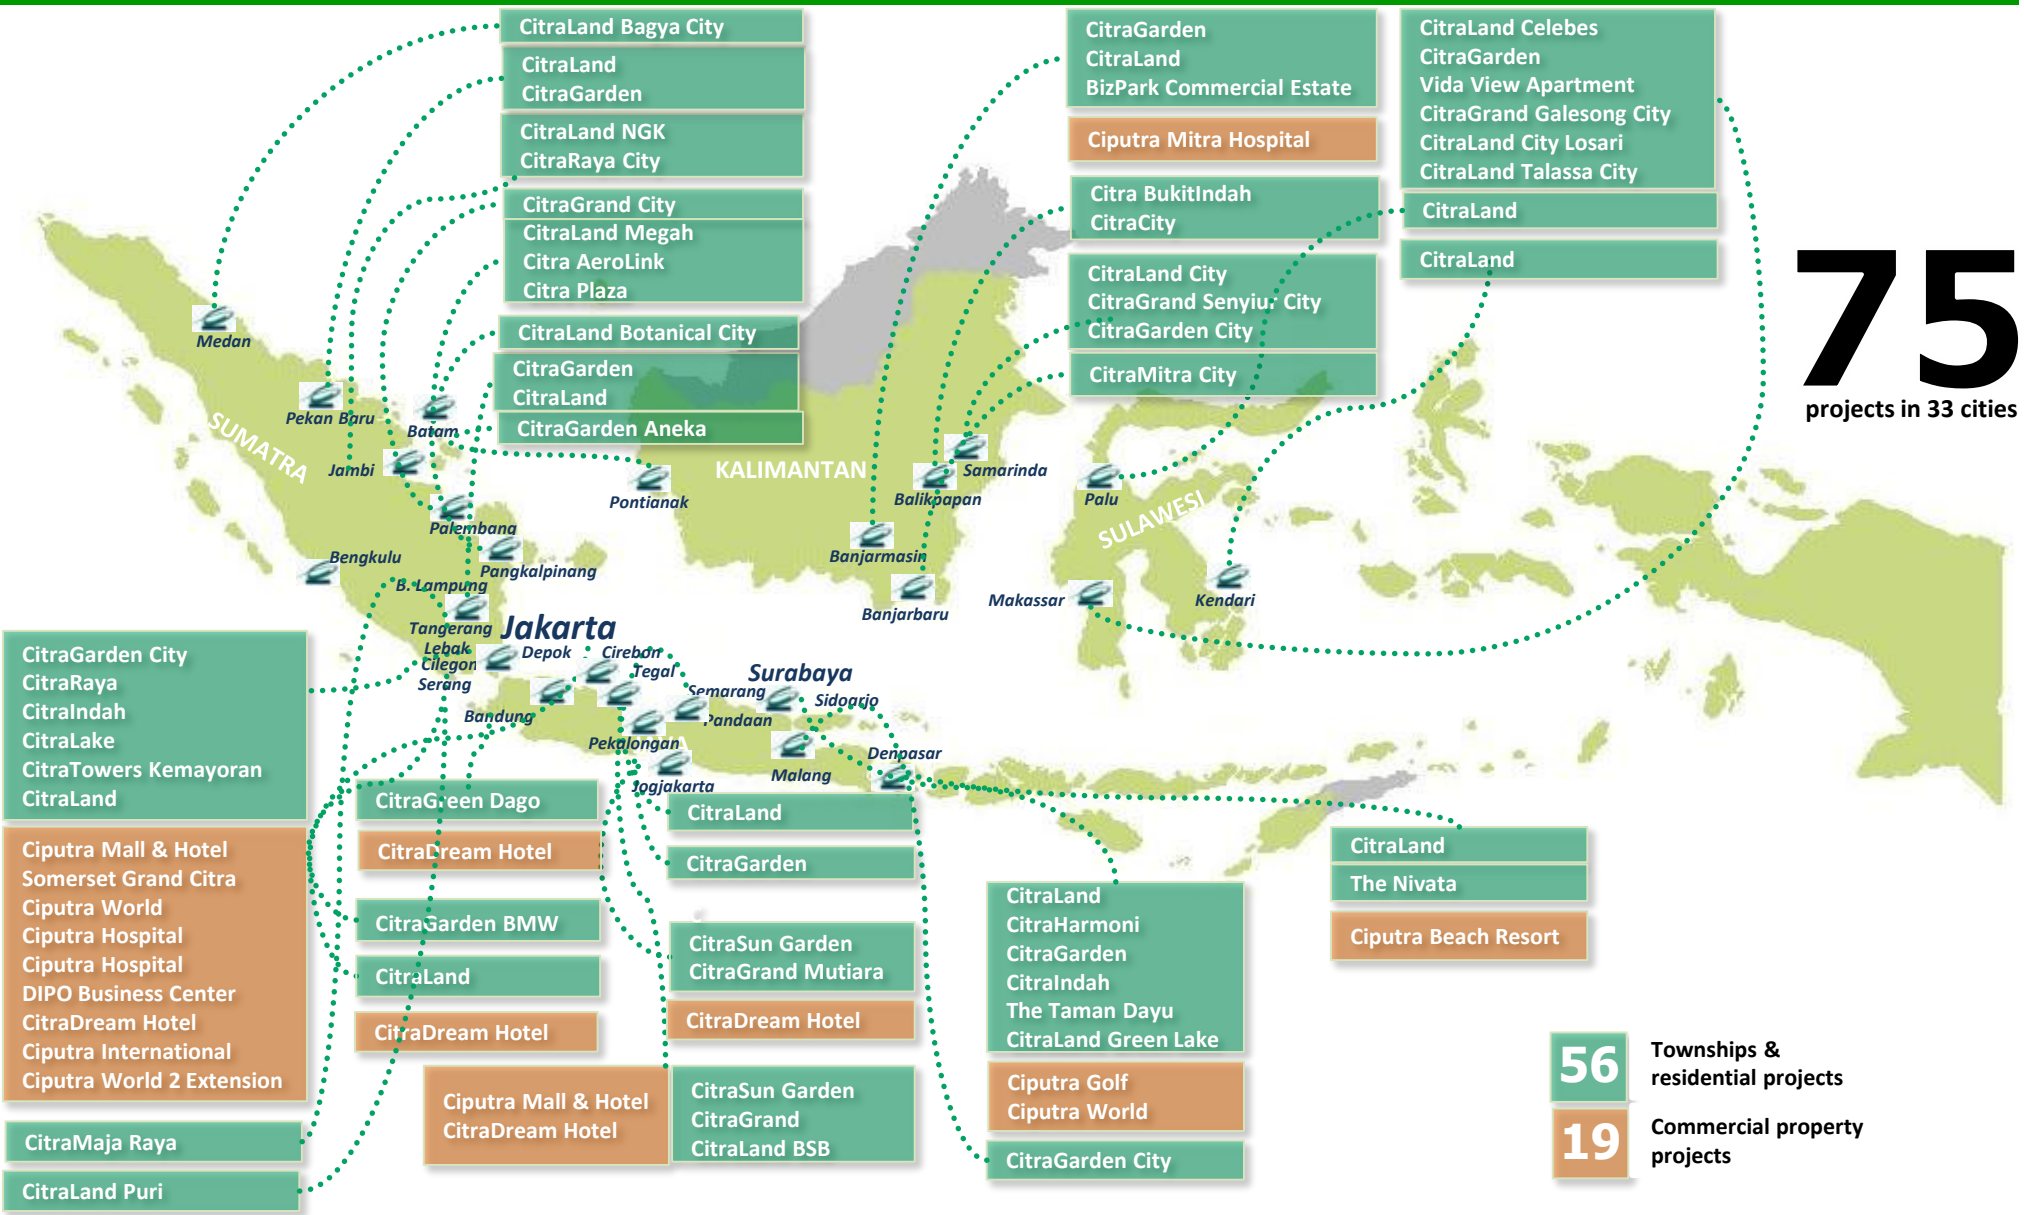 CitraLand Bagya City
CitraLand
CitraGarden
CitraLand NGK
CitraRaya City
CitraGrand City
CitraLand Megah
Citra AeroLink
Citra Plaza
CitraLand Botanical City
CitraGarden
CitraLand
CitraGarden Aneka
CitraGarden
CitraLand
BizPark Commercial Estate
Ciputra Mitra Hospital
Citra BukitIndah
CitraCity
CitraLand City
CitraGrand Senyiur City
CitraGarden City
CitraMitra City
CitraLand Celebes
CitraGarden
Vida View Apartment
CitraGrand Galesong City
CitraLand City Losari
CitraLand Talassa City
CitraLand
CitraLand
75
projects in 33 cities
Medan
Pekan Baru
Batam
SUMATRA
Jambi
Palembang
Bengkulu
Pangkalpinang
B. Lampung
Pontianak
KALIMANTAN
Samarinda
Balikpapan
Banjarmasin
Banjarbaru
Palu
SULAWESI
Makassar
Kendari
Tangerang
Jakarta
Lebak
Depok
Cirebon
Cilegon
Tegal
Serang
Surabaya
Semarang
Sidoarjo
Bandung
Pandaan
Pekalongan
Denpasar
Malang
Jogjakarta
CitraGarden City
CitraRaya
CitraIndah
CitraLake
CitraTowers Kemayoran
CitraLand
Ciputra Mall & Hotel
Somerset Grand Citra
Ciputra World
Ciputra Hospital
Ciputra Hospital
DIPO Business Center
CitraDream Hotel
Ciputra International
Ciputra World 2 Extension
CitraMaja Raya
CitraLand Puri
CitraGreen Dago
CitraDream Hotel
CitraGarden BMW
CitraLand
CitraDream Hotel
Ciputra Mall & Hotel
CitraDream Hotel
CitraLand
CitraGarden
CitraSun Garden
CitraGrand Mutiara
CitraDream Hotel
CitraSun Garden
CitraGrand
CitraLand BSB
CitraLand
CitraHarmoni
CitraGarden
CitraIndah
The Taman Dayu
CitraLand Green Lake
Ciputra Golf
Ciputra World
CitraGarden City
CitraLand
The Nivata
Ciputra Beach Resort
56
Townships &
residential projects
19
Commercial property
projects